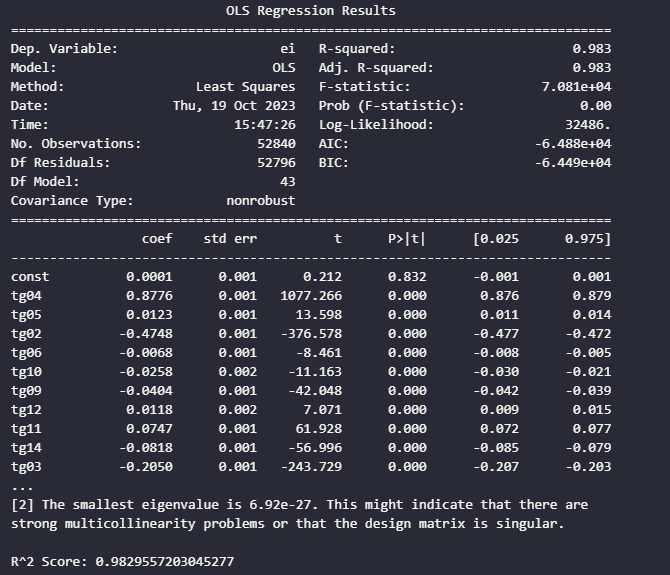 OLS Regression Results
==============================================================================
Dep. Variable:                     ei   R-squared:                       0.983
Model:                            OLS   Adj. R-squared:                  0.983
Method:                 Least Squares   F-statistic:                 7.081e+04
Date:                Thu, 19 Oct 2023   Prob (F-statistic):               0.00
Time:                        15:47:26   Log-Likelihood:                 32486.
No. Observations:               52840   AIC:                        -6.488e+04
Df Residuals:                   52796   BIC:                        -6.449e+04
Df Model:                          43
Covariance Type:            nonrobust
==============================================================================
                 coef    std err          t      P>|t|      [0.025      0.975]
------------------------------------------------------------------------------
const          0.0001      0.001      0.212      0.832      -0.001       0.001
tg04           0.8776      0.001   1077.266      0.000       0.876       0.879
tg05           0.0123      0.001     13.598      0.000       0.011       0.014
tg02          -0.4748      0.001   -376.578      0.000      -0.477      -0.472
tg06          -0.0068      0.001     -8.461      0.000      -0.008      -0.005
tg10          -0.0258      0.002    -11.163      0.000      -0.030      -0.021
tg09          -0.0404      0.001    -42.048      0.000      -0.042      -0.039
tg12           0.0118      0.002      7.071      0.000       0.009       0.015
tg11           0.0747      0.001     61.928      0.000       0.072       0.077
tg14          -0.0818      0.001    -56.996      0.000      -0.085      -0.079
tg03          -0.2050      0.001   -243.729      0.000      -0.207      -0.203
...
[2] The smallest eigenvalue is 6.92e-27. This might indicate that there are
strong multicollinearity problems or that the design matrix is singular.
R^2 Score: 0.9829557203045277